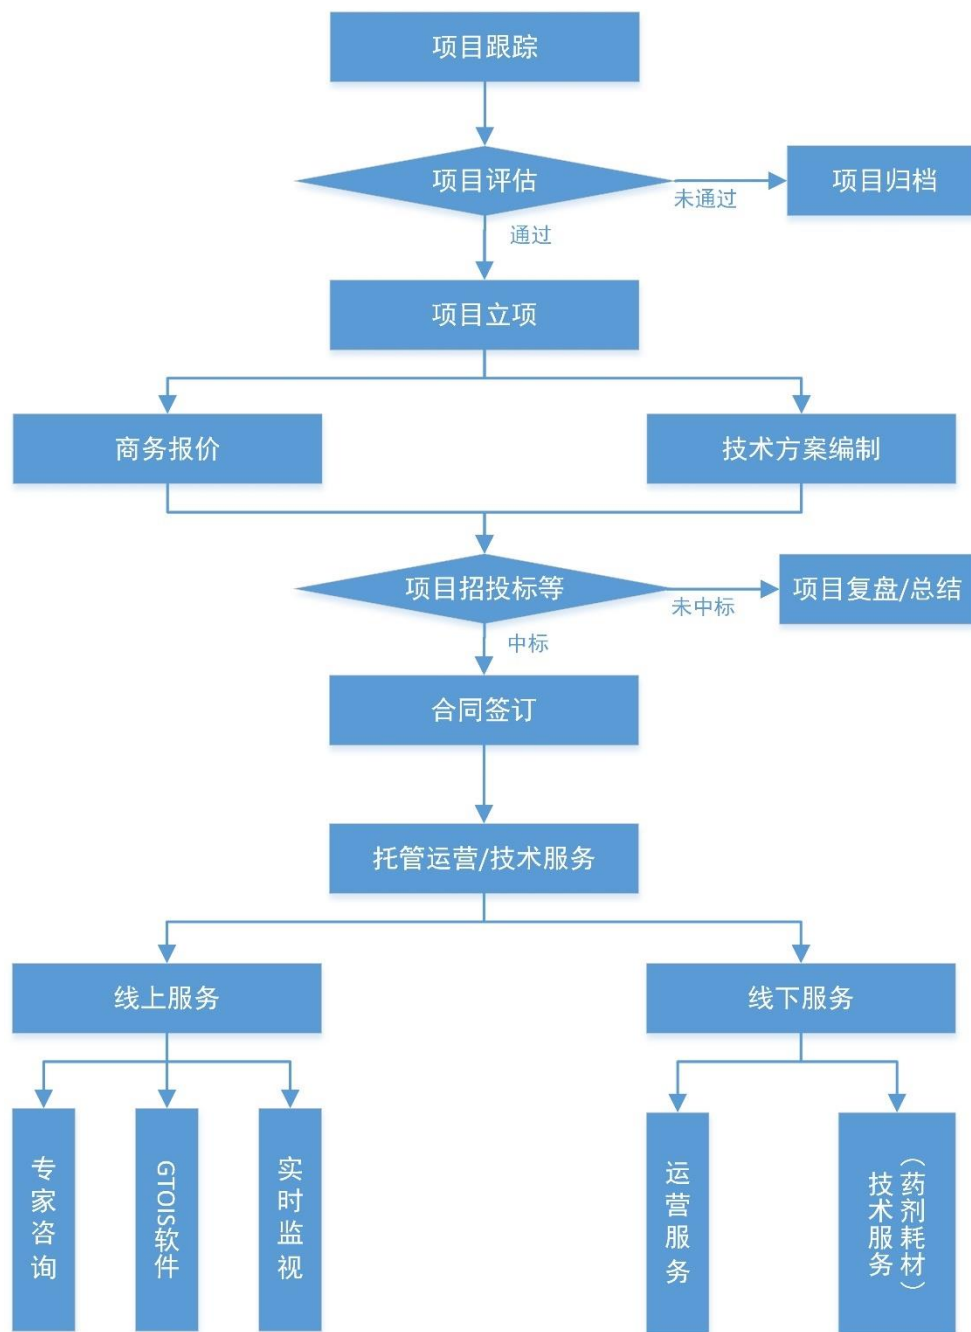 项目跟踪
项目评估
未通过
项目归档
通过
项目立项
商务报价
技术方案编制
项目招投标等
未中标
项目复盘/总结
中标
合同签订
托管运营/技术服务
线上服务
线下服务
专家咨询
GTOIS软件
实时监视
运营服务
（药剂耗材）
技术服务